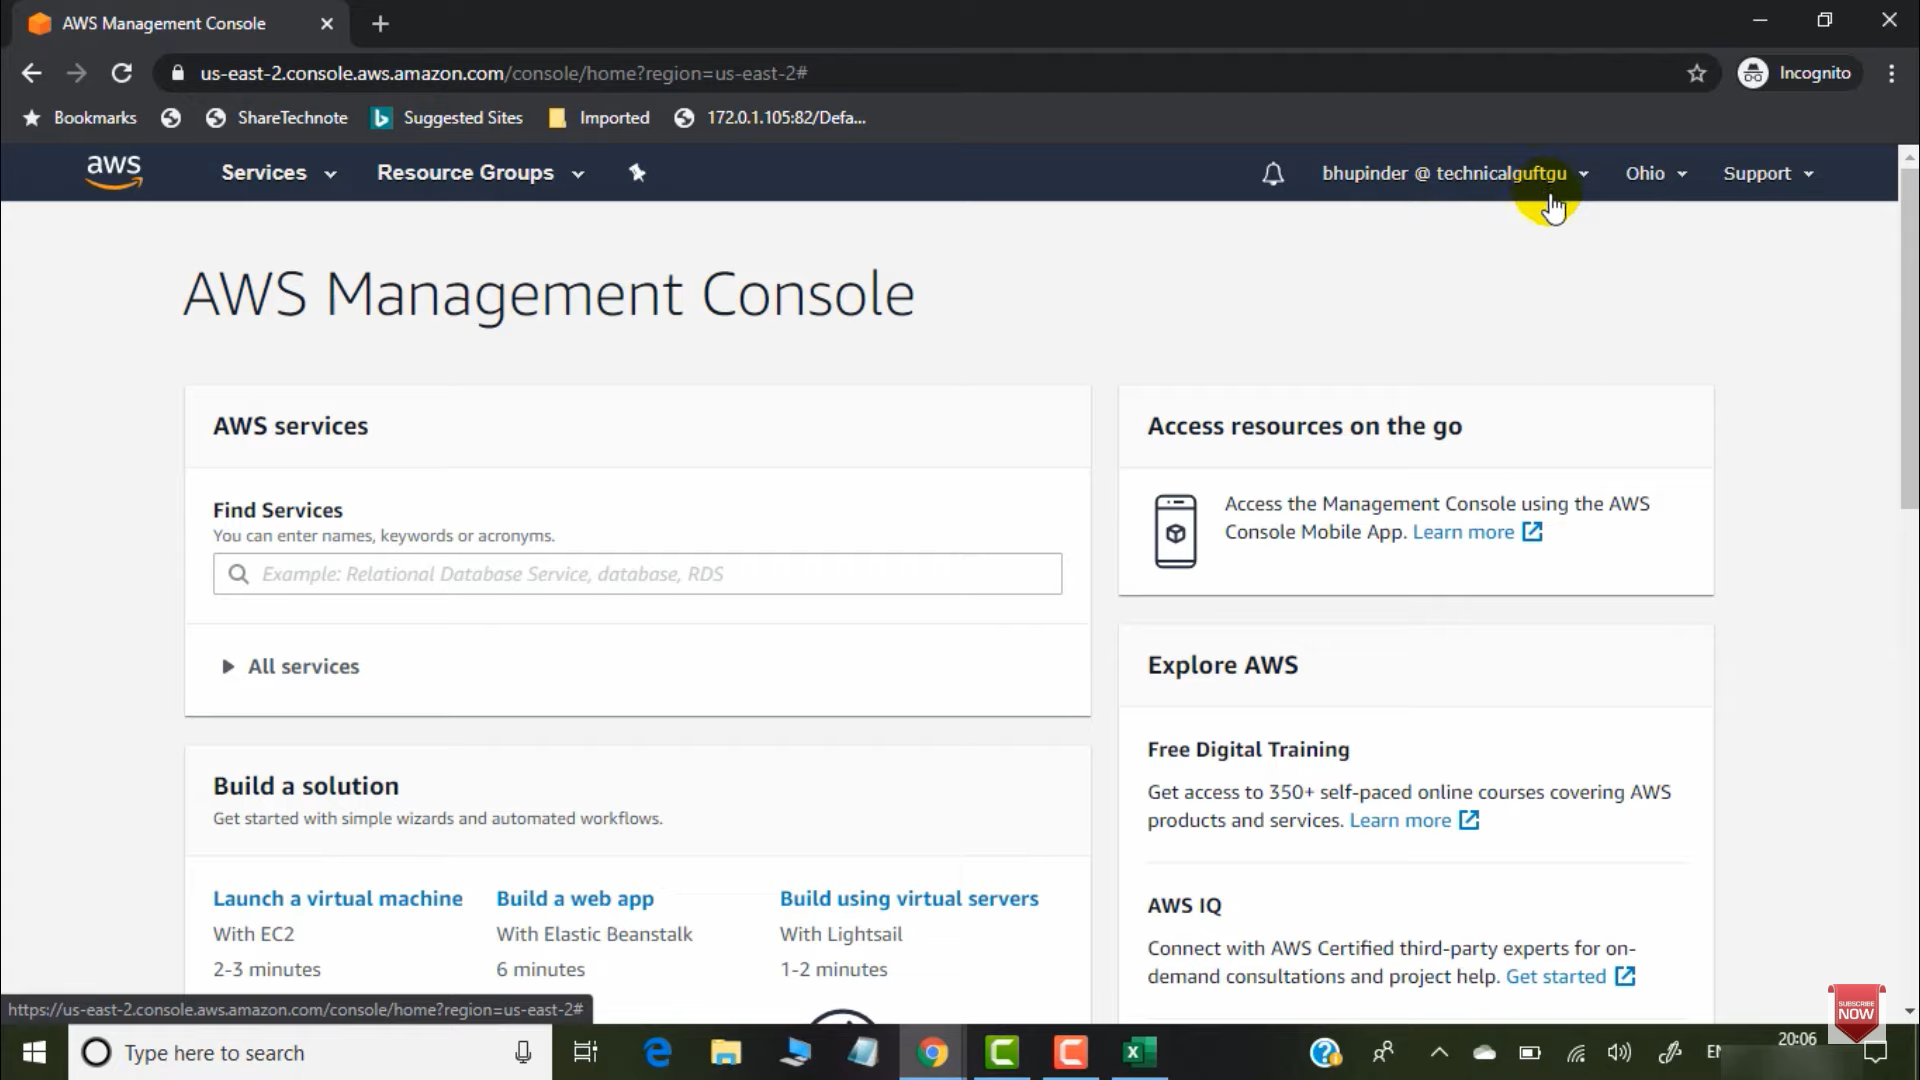 AWS Management Console
us-east-2.console.aws.amazon.com/console/home?region=us-east-2#
Incognito
Bookmarks
ShareTechnote
Suggested Sites
Imported
172.0.1.105:82/Defa...
aws
Services
Resource Groups
bhupinder @ technicalguftgu
Ohio
Support
AWS Management Console
AWS services
Find Services
You can enter names, keywords or acronyms.
Example: Relational Database Service, database, RDS
All services
Build a solution
Get started with simple wizards and automated workflows.
Launch a virtual machine
With EC2
2-3 minutes
Build a web app
With Elastic Beanstalk
6 minutes
Build using virtual servers
With Lightsail
1-2 minutes
Access resources on the go
Access the Management Console using the AWS
Console Mobile App. Learn more
Explore AWS
Free Digital Training
Get access to 350+ self-paced online courses covering AWS
products and services. Learn more
AWS IQ
Connect with AWS Certified third-party experts for on-
demand consultations and project help. Get started
https://us-east-2.console.aws.amazon.com/console/home?region=us-east-2#
SUBSCRIBE
NOW
Type here to search
20:06